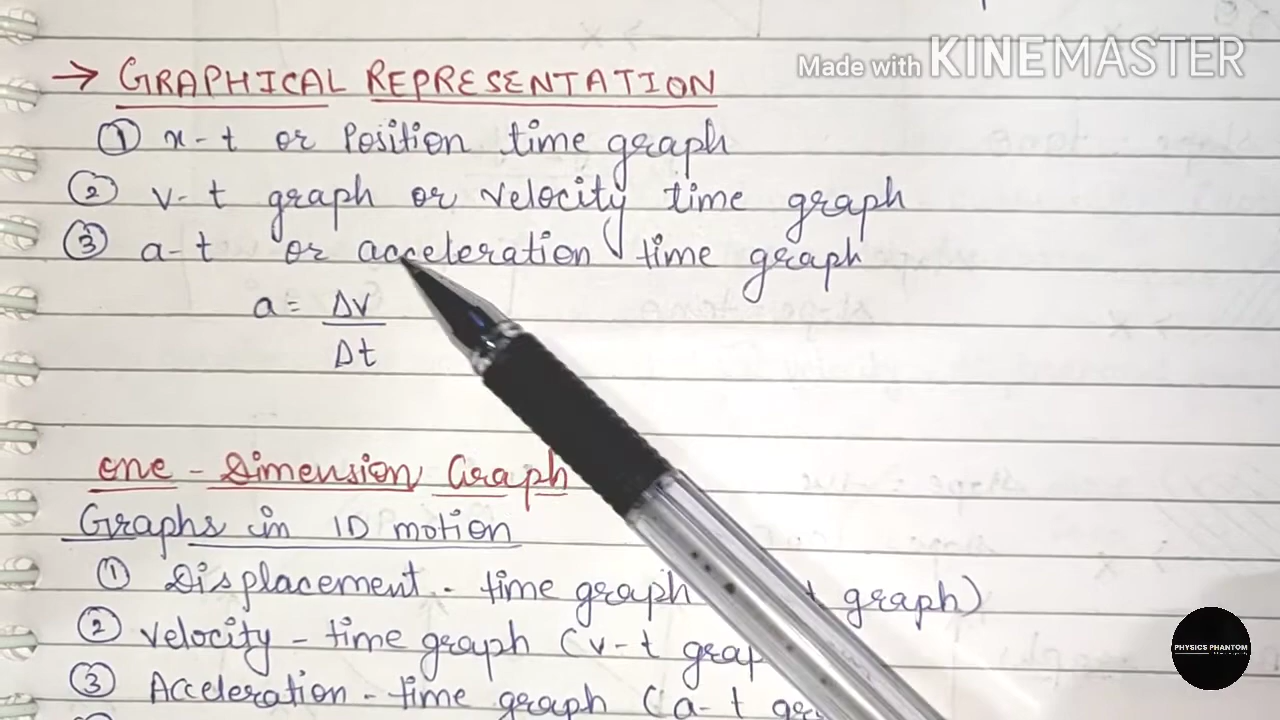 Made with KINEMASTER
→ GRAPHICAL REPRESENTATION
① x-t or Position time graph
② v-t graph or velocity time graph
③ a-t or acceleration time graph
a = Δv
Δt
one - Dimension Graph
Graphs in 1D motion
① Displacement - time graph t graph)
② velocity - time graph (v-t
③ Acceleration - time graph (a-t
PHYSICS PHANTOM